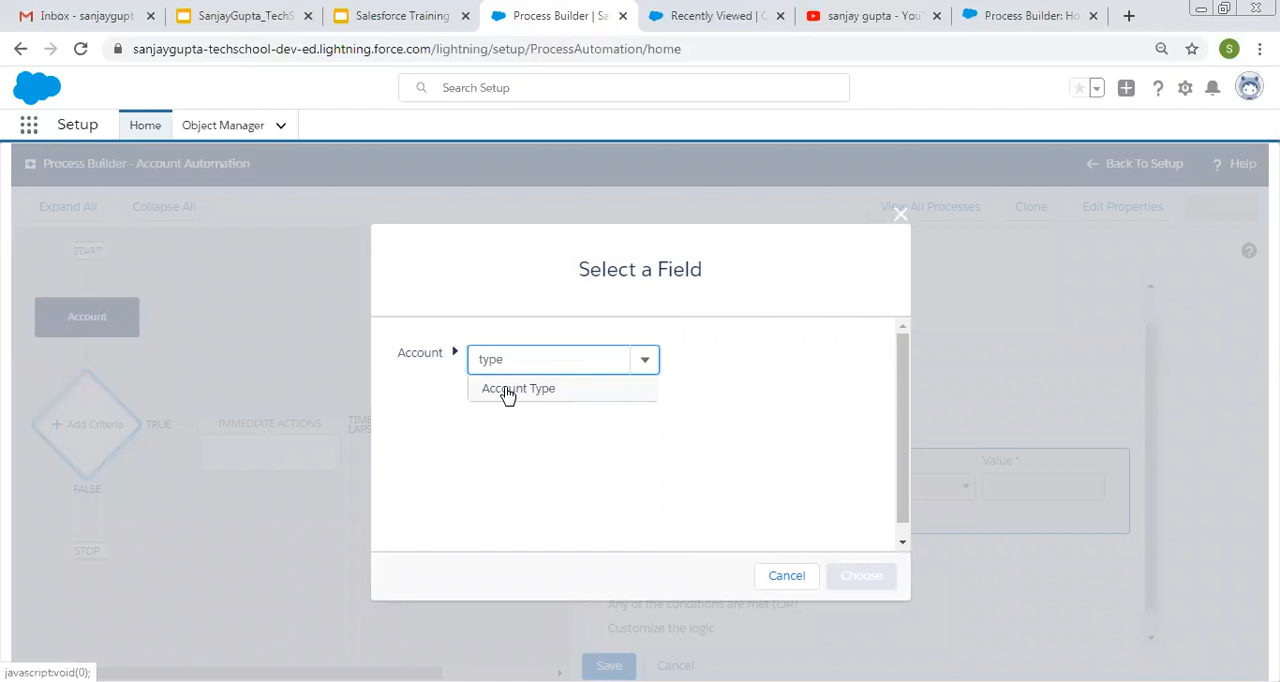 Inbox - sanjaygupt
SanjayGupta_TechS
Salesforce Training
Process Builder | Sa
Recently Viewed | C
sanjay gupta - YouT
Process Builder: Ho
sanjaygupta-techschool-dev-ed.lightning.force.com/lightning/setup/ProcessAutomation/home
S
Search Setup
Setup
Home
Object Manager
Process Builder - Account Automation
Back To Setup
? Help
Expand All
Collapse All
View All Processes
Clone
Edit Properties
START
Select a Field
Account
Account
type
Account Type
+ Add Criteria
TRUE
IMMEDIATE ACTIONS
FALSE
Value *
STOP
Cancel
Choose
Any of the conditions are met (OR)
Customize the logic
Save
Cancel
javascript:void(0);